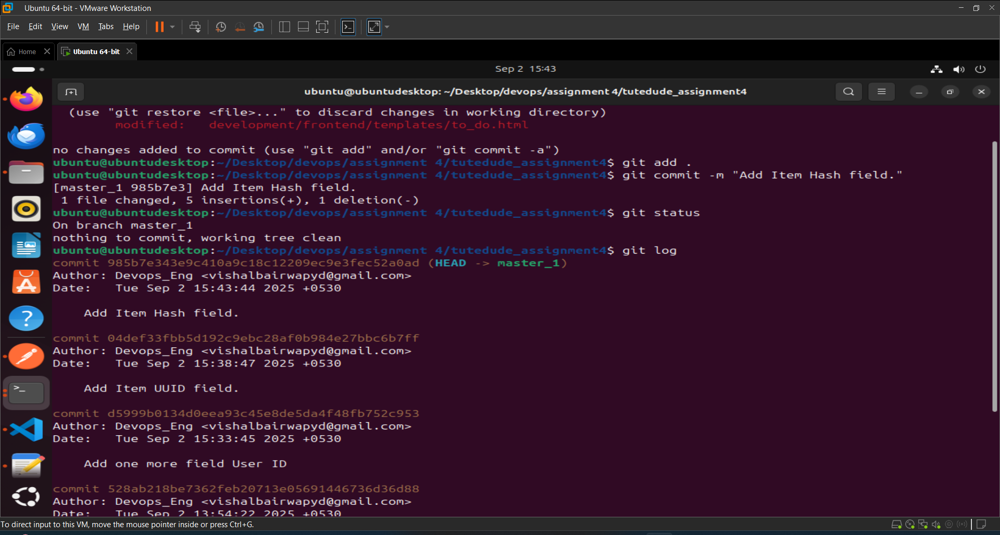 Ubuntu 64-bit - VMware Workstation
File Edit View VM Tabs Help
Home Ubuntu 64-bit
Sep 2 15:43
ubuntu@ubuntudesktop: ~/Desktop/devops/assignment 4/tutedude_assignment4
(use "git restore <file>..." to discard changes in working directory)
modified: development/frontend/templates/to_do.html
no changes added to commit (use "git add" and/or "git commit -a")
ubuntu@ubuntudesktop:~/Desktop/devops/assignment 4/tutedude_assignment4$ git add .
ubuntu@ubuntudesktop:~/Desktop/devops/assignment 4/tutedude_assignment4$ git commit -m "Add Item Hash field."
[master_1 985b7e3] Add Item Hash field.
1 file changed, 5 insertions(+), 1 deletion(-)
ubuntu@ubuntudesktop:~/Desktop/devops/assignment 4/tutedude_assignment4$ git status
On branch master_1
nothing to commit, working tree clean
ubuntu@ubuntudesktop:~/Desktop/devops/assignment 4/tutedude_assignment4$ git log
commit 985b7e343e9c410a9c18c12209ec9e3fec52a0ad (HEAD -> master_1)
Author: Devops_Eng <vishalbairwapyd@gmail.com>
Date: Tue Sep 2 15:43:44 2025 +0530
Add Item Hash field.
commit 04def33fbb5d192c9ebc28af0b984e27bbc6b7ff
Author: Devops_Eng <vishalbairwapyd@gmail.com>
Date: Tue Sep 2 15:38:47 2025 +0530
Add Item UUID field.
commit d5999b0134d0eea93c45e8de5da4f48fb752c953
Author: Devops_Eng <vishalbairwapyd@gmail.com>
Date: Tue Sep 2 15:33:45 2025 +0530
Add one more field User ID
commit 528ab218be7362feb20713e05691446736d36d88
Author: Devops_Eng <vishalbairwapyd@gmail.com>
Date: Tue Sep 2 13:54:22 2025 +0530
To direct input to this VM, move the mouse pointer inside or press Ctrl+G.